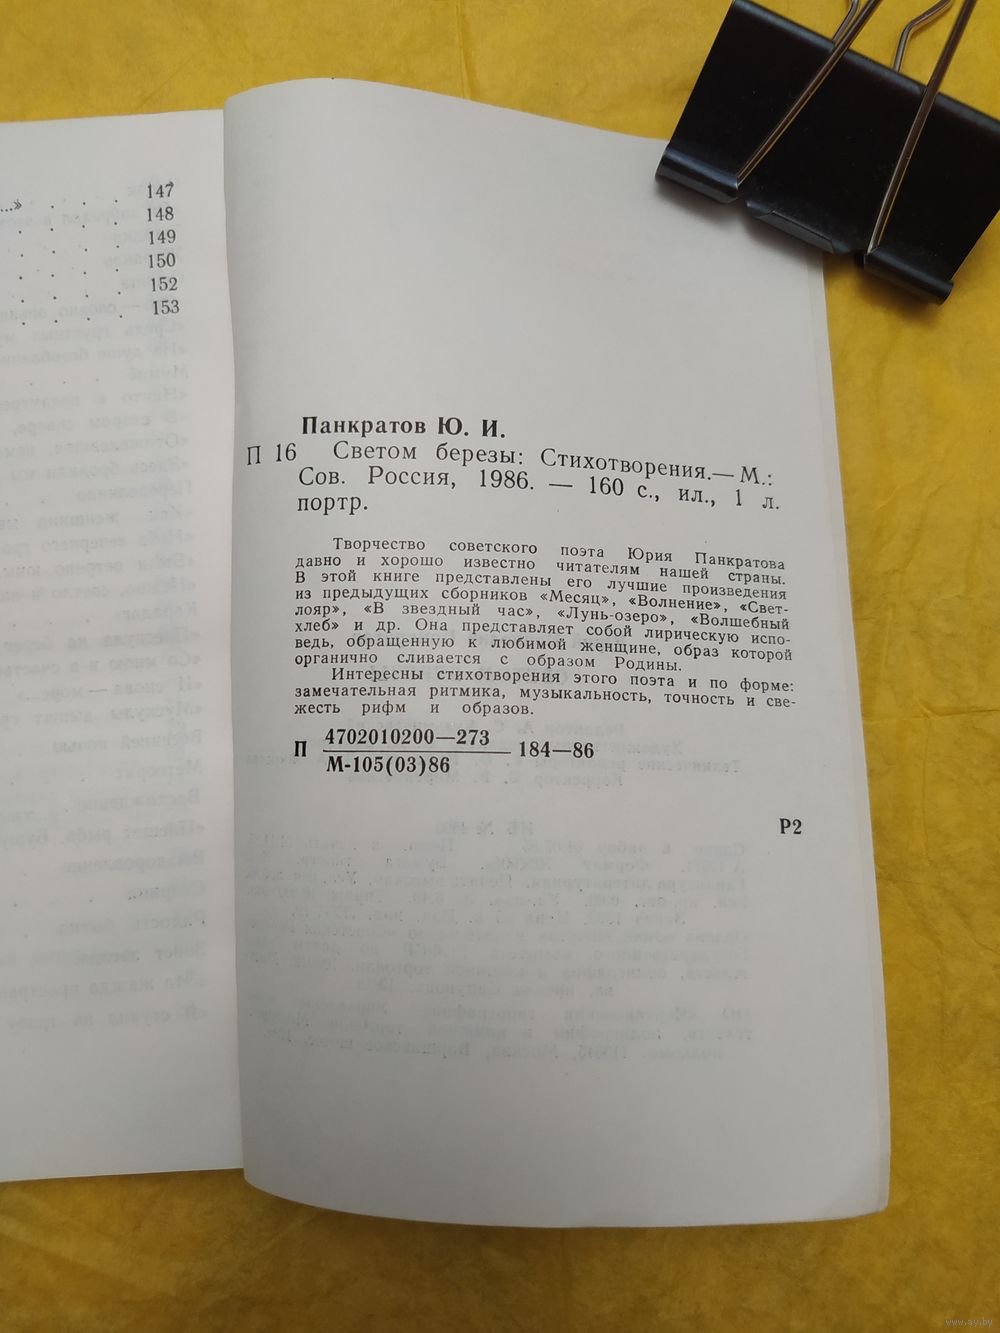 ...»
147
148
149
150
152
153
Панкратов Ю. И.
П 16 Светом березы: Стихотворения.— М.:
Сов. Россия, 1986. — 160 с., ил., 1 л.
портр.
Творчество советского поэта Юрия Панкратова
давно и хорошо известно читателям нашей страны.
В этой книге представлены его лучшие произведения
из предыдущих сборников «Месяц», «Волнение», «Свет-
лояр», «В звездный час», «Лунь-озеро», «Волшебный
хлеб» и др. Она представляет собой лирическую испо-
ведь, обращенную к любимой женщине, образ которой
органично сливается с образом Родины.
Интересны стихотворения этого поэта и по форме:
замечательная ритмика, музыкальность, точность и све-
жесть рифм и образов.
П 4702010200—273 184—86
М-105(03)86
Р2
www.ay.by